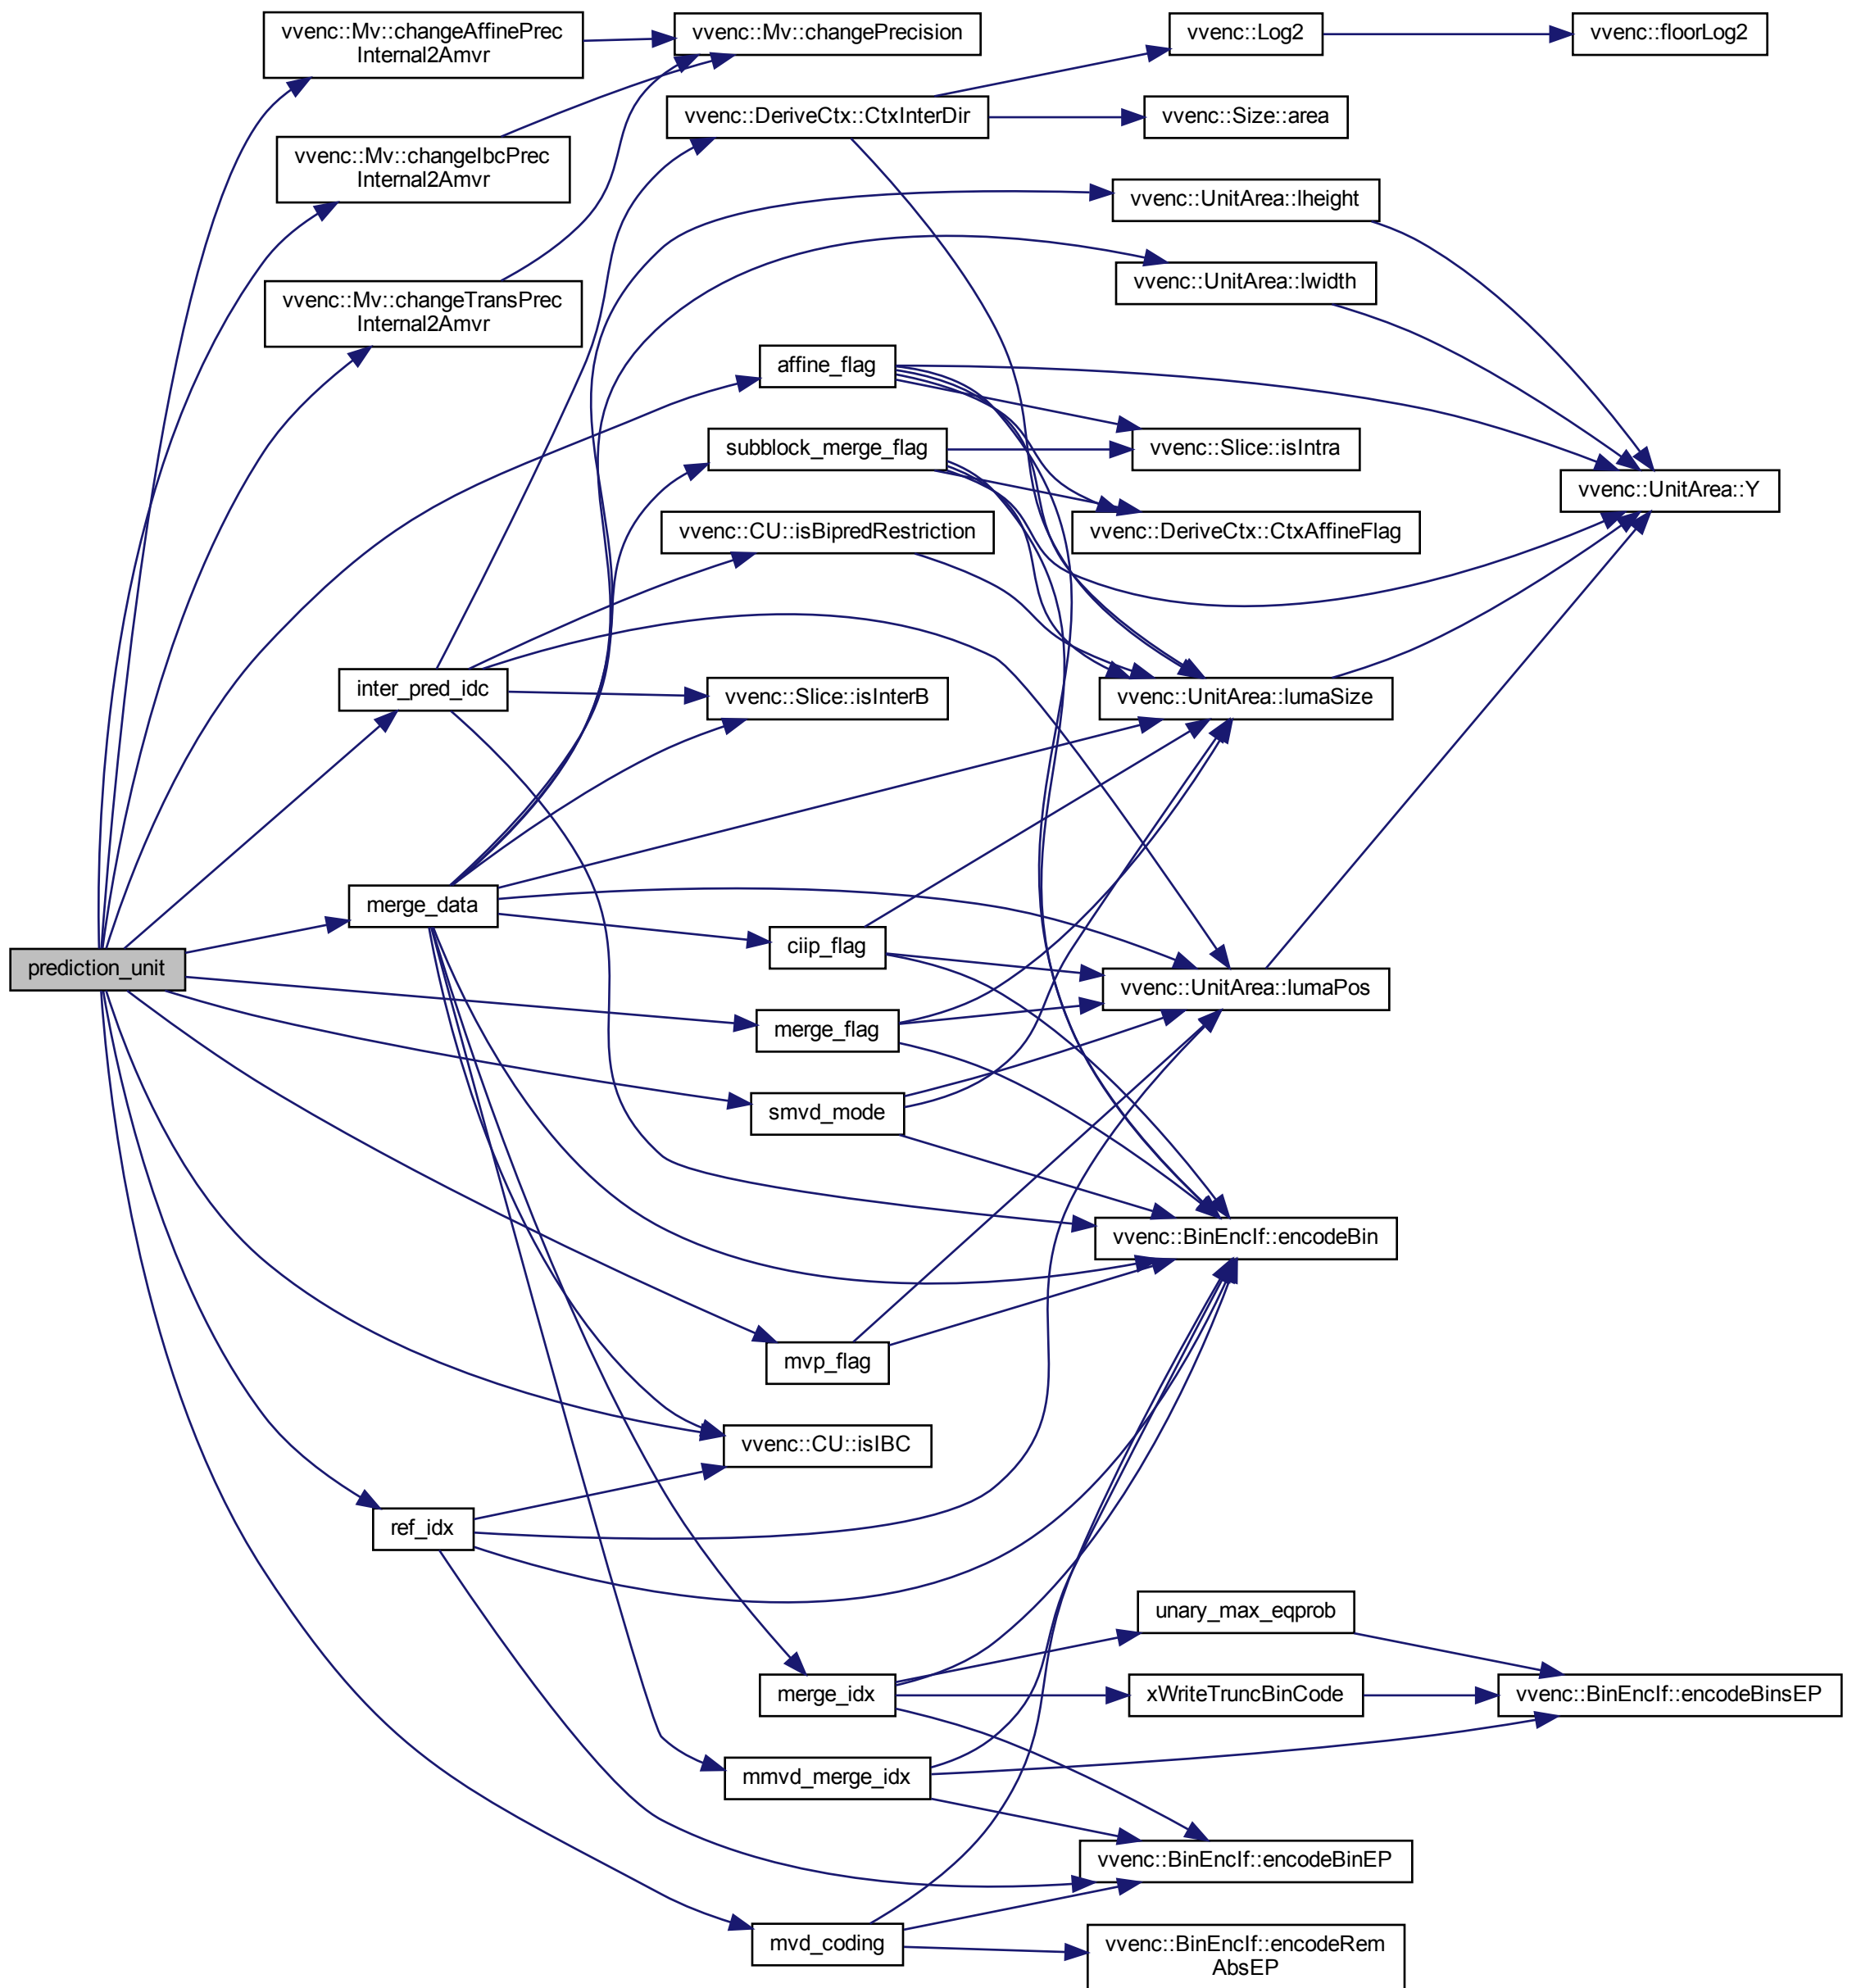 vvenc::Mv::changeAffinePrec
Internal2Amvr
vvenc::Mv::changePrecision
vvenc::Log2
vvenc::floorLog2
vvenc::DeriveCtx::CtxInterDir
vvenc::Size::area
vvenc::Mv::changeIbcPrec
Internal2Amvr
vvenc::UnitArea::lheight
vvenc::UnitArea::lwidth
vvenc::Mv::changeTransPrec
Internal2Amvr
affine_flag
subblock_merge_flag
vvenc::Slice::isIntra
vvenc::UnitArea::Y
vvenc::CU::isBipredRestriction
vvenc::DeriveCtx::CtxAffineFlag
inter_pred_idc
vvenc::Slice::isInterB
vvenc::UnitArea::lumaSize
merge_data
ciip_flag
prediction_unit
vvenc::UnitArea::lumaPos
merge_flag
smvd_mode
vvenc::BinEncIf::encodeBin
mvp_flag
vvenc::CU::isIBC
ref_idx
unary_max_eqprob
merge_idx
xWriteTruncBinCode
vvenc::BinEncIf::encodeBinsEP
mmvd_merge_idx
vvenc::BinEncIf::encodeBinEP
mvd_coding
vvenc::BinEncIf::encodeRem
AbsEP